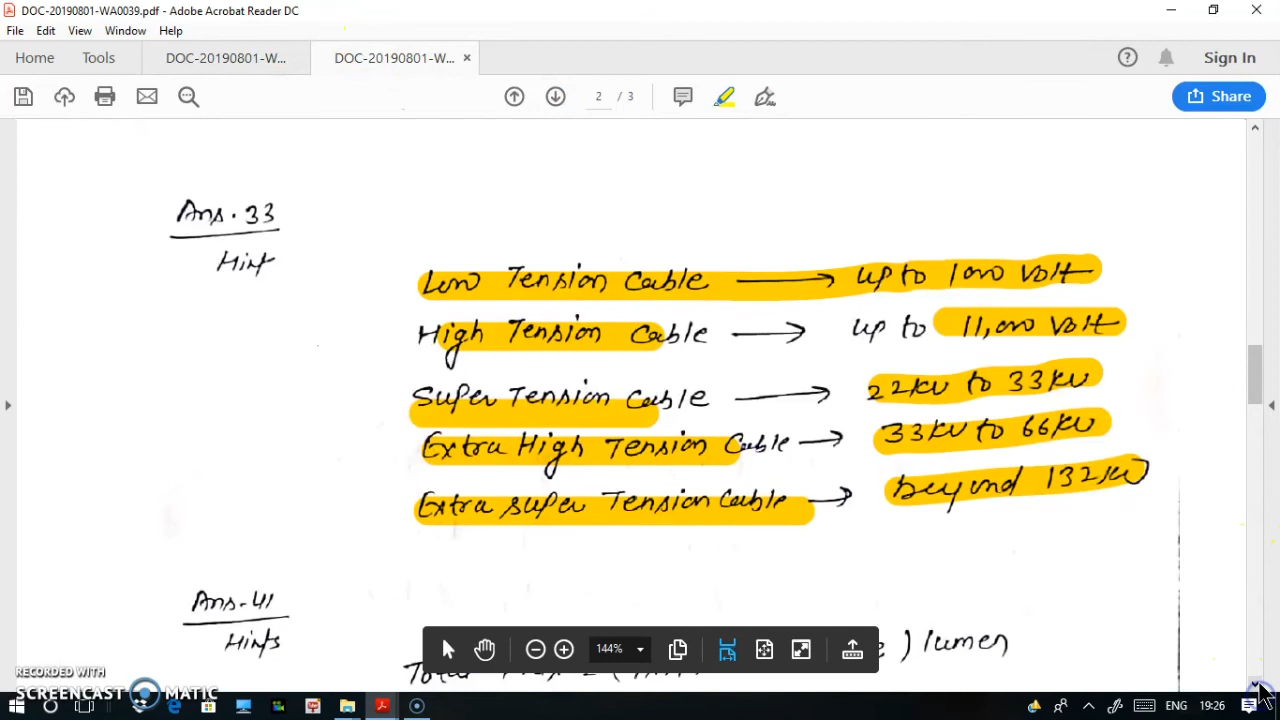 DOC-20190801-WA0039.pdf - Adobe Acrobat Reader DC
File Edit View Window Help
Home Tools DOC-20190801-W... DOC-20190801-W... ×
2 / 3 Share
Sign In
Ans. 33
Hint
Low Tension Cable → up to 1000 volt
High Tension Cable → up to 11,000 volt
Super Tension Cable → 22KV to 33KV
Extra High Tension Cable → 33KV to 66KV
Extra super Tension Cable → beyond 132KV
Ans-41
Hints
) lumen
144%
RECORDED WITH
SCREENCAST MATIC
ENG 19:26